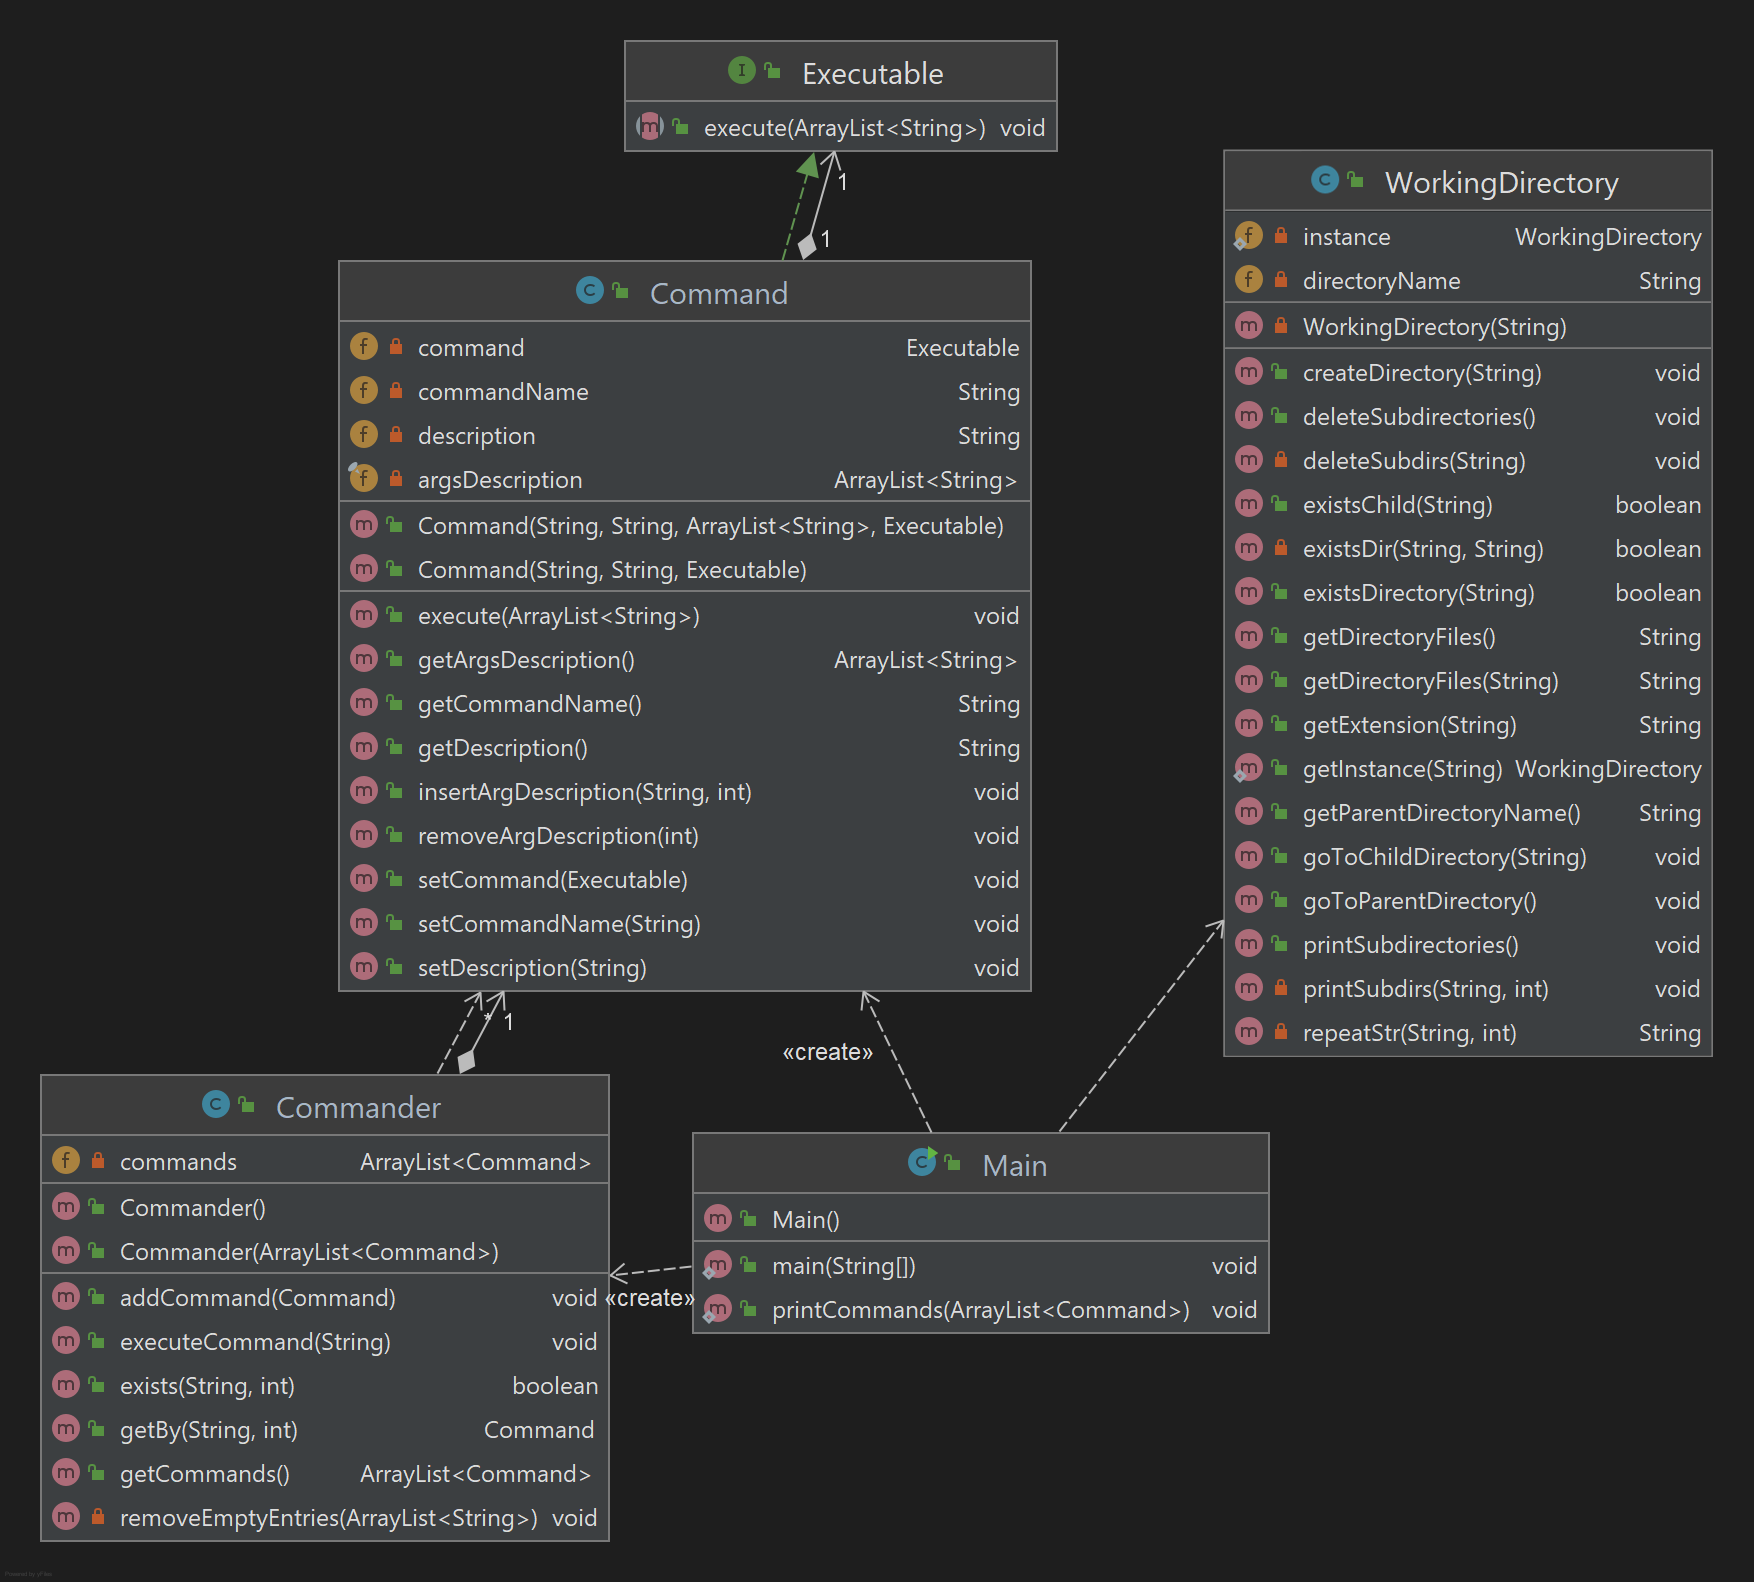 Executable
execute(ArrayList<String>) void
1
1
Command
command Executable
commandName String
description String
argsDescription ArrayList<String>
Command(String, String, ArrayList<String>, Executable)
Command(String, String, Executable)
execute(ArrayList<String>) void
getArgsDescription() ArrayList<String>
getCommandName() String
getDescription() String
insertArgDescription(String, int) void
removeArgDescription(int) void
setCommand(Executable) void
setCommandName(String) void
setDescription(String) void
WorkingDirectory
instance WorkingDirectory
directoryName String
WorkingDirectory(String)
createDirectory(String) void
deleteSubdirectories() void
deleteSubdirs(String) void
existsChild(String) boolean
existsDir(String, String) boolean
existsDirectory(String) boolean
getDirectoryFiles() String
getDirectoryFiles(String) String
getExtension(String) String
getInstance(String) WorkingDirectory
getParentDirectoryName() String
goToChildDirectory(String) void
goToParentDirectory() void
printSubdirectories() void
printSubdirs(String, int) void
repeatStr(String, int) String
* 1
«create»
Commander
commands ArrayList<Command>
Commander()
Commander(ArrayList<Command>)
addCommand(Command) void
executeCommand(String) void
exists(String, int) boolean
getBy(String, int) Command
getCommands() ArrayList<Command>
removeEmptyEntries(ArrayList<String>) void
«create»
Main
Main()
main(String[]) void
printCommands(ArrayList<Command>) void
Powered by yFiles